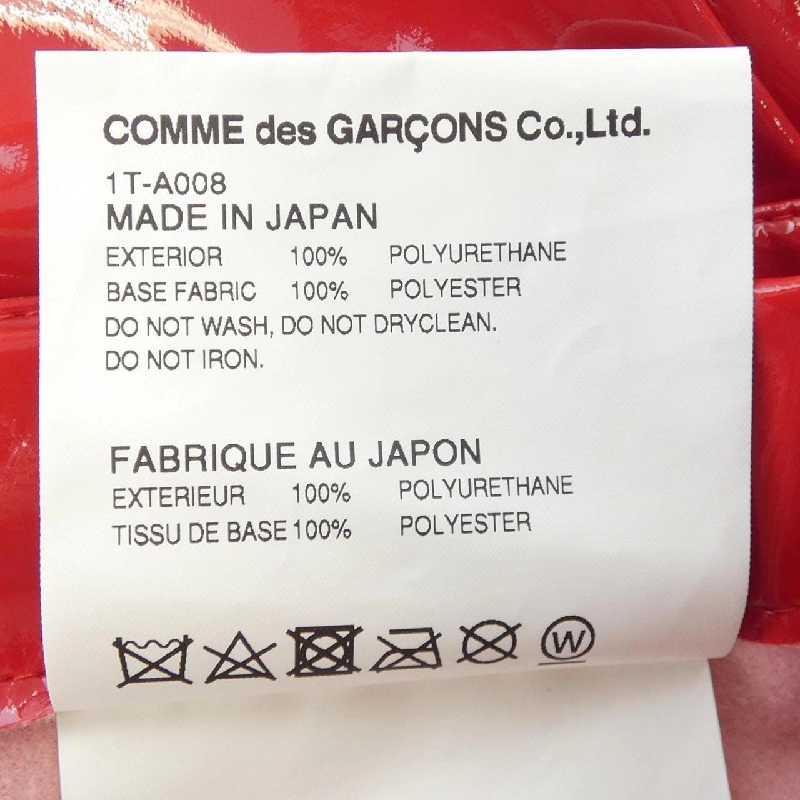 COMME des GARÇONS Co.,Ltd.
1T-A008
MADE IN JAPAN
EXTERIOR 100% POLYURETHANE
BASE FABRIC 100% POLYESTER
DO NOT WASH, DO NOT DRYCLEAN.
DO NOT IRON.
FABRIQUE AU JAPON
EXTERIEUR 100% POLYURETHANE
TISSU DE BASE 100% POLYESTER
W